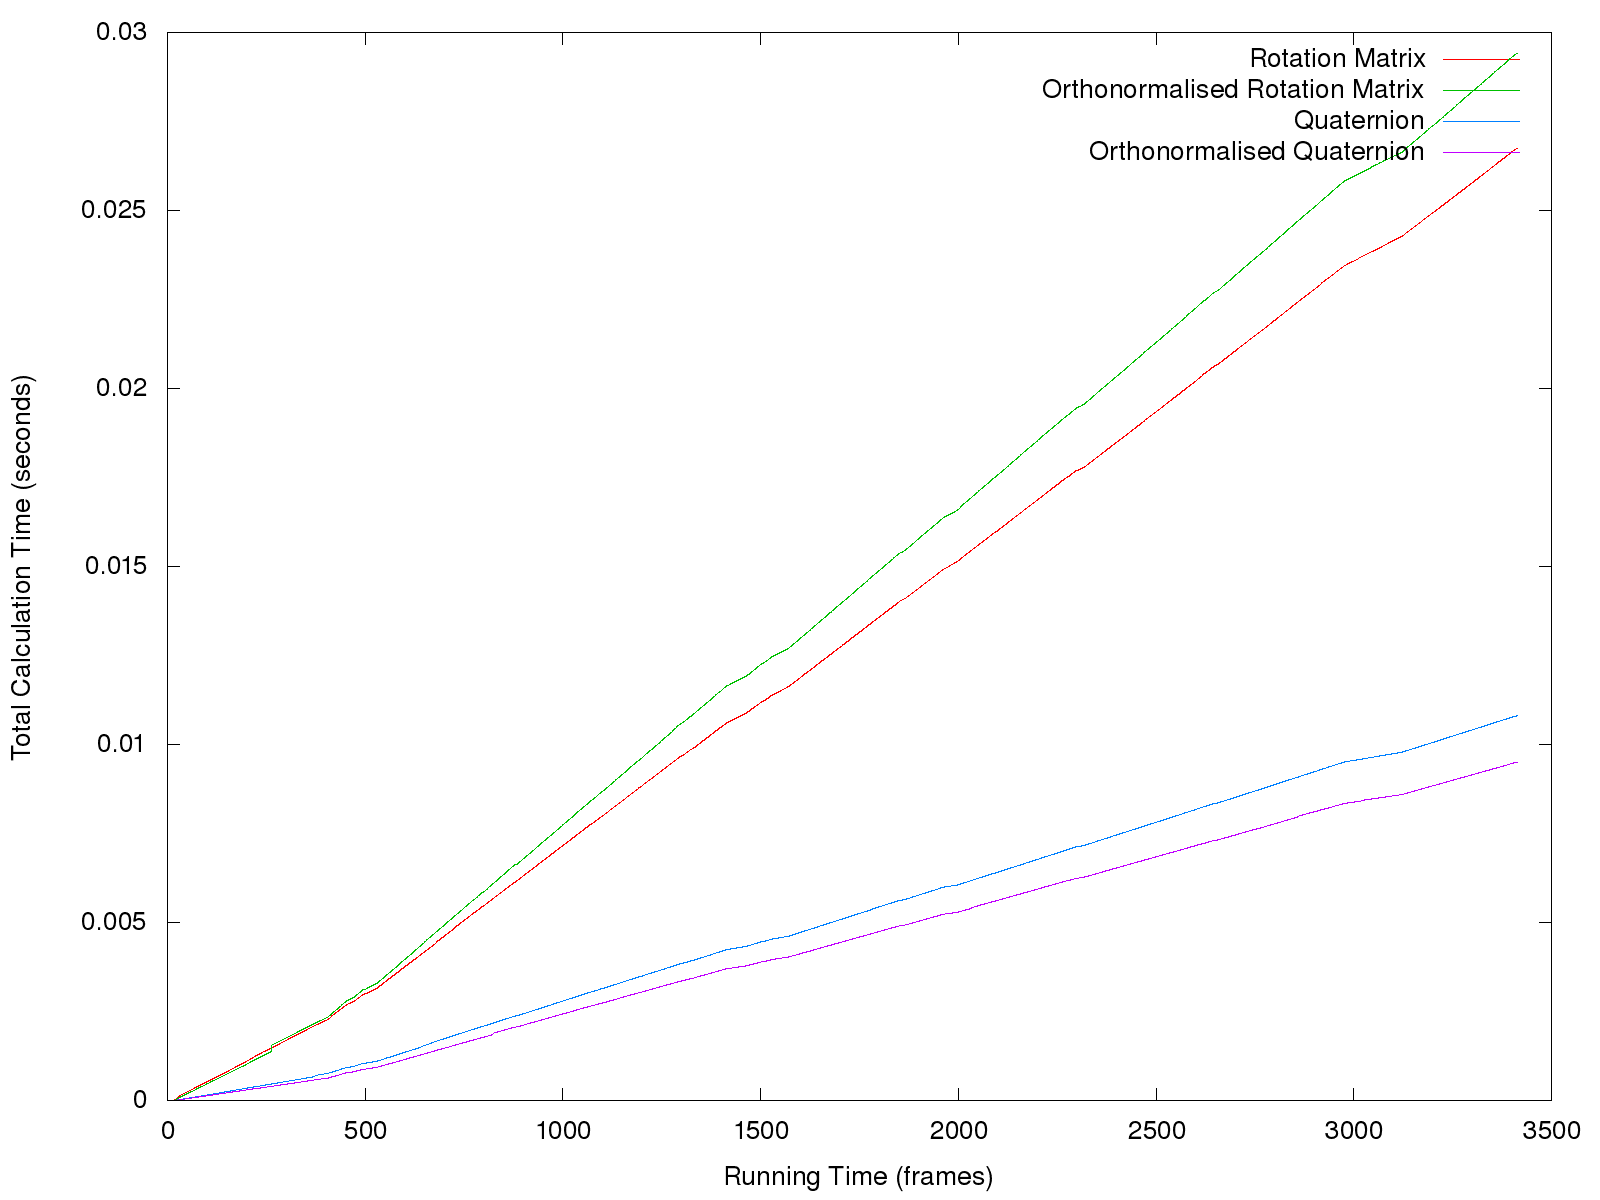 0.03
0.025
0.02
0.015
0.01
0.005
0
0 500 1000 1500 2000 2500 3000 3500
Total Calculation Time (seconds)
Running Time (frames)
Rotation Matrix
Orthonormalised Rotation Matrix
Quaternion
Orthonormalised Quaternion